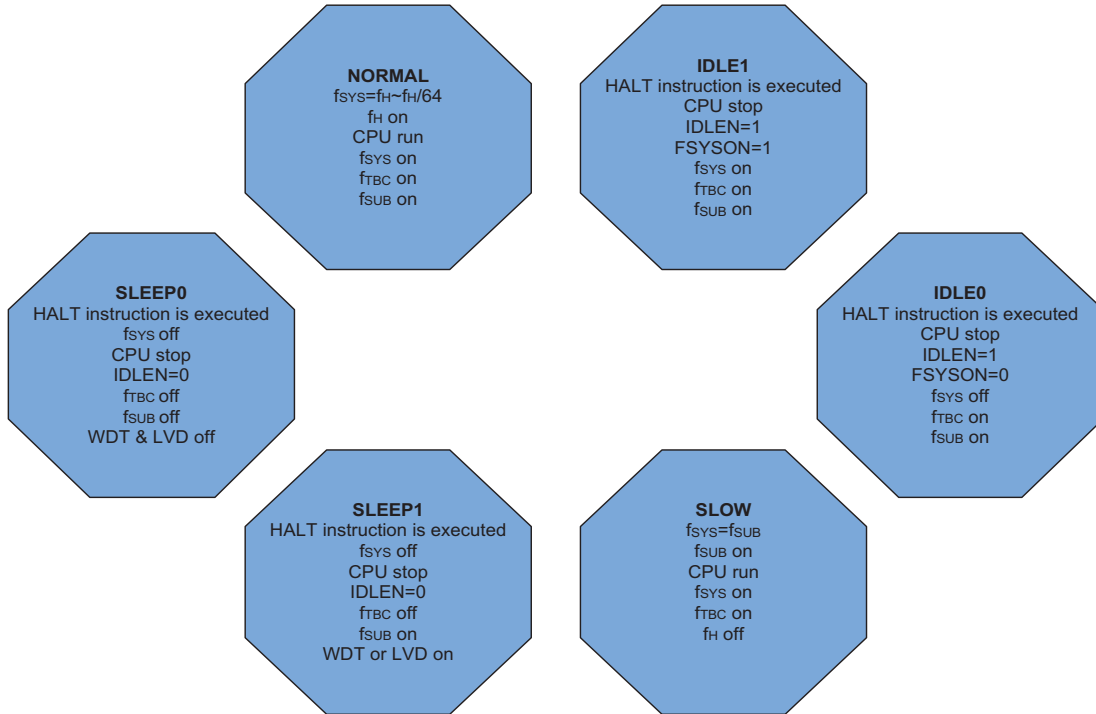 NORMAL
fSYS=fH~fH/64
fH on
CPU run
fSYS on
fTBC on
fSUB on
IDLE1
HALT instruction is executed
CPU stop
IDLEN=1
FSYSON=1
fSYS on
fTBC on
fSUB on
SLEEP0
HALT instruction is executed
fSYS off
CPU stop
IDLEN=0
fTBC off
fSUB off
WDT & LVD off
IDLE0
HALT instruction is executed
CPU stop
IDLEN=1
FSYSON=0
fSYS off
fTBC on
fSUB on
SLEEP1
HALT instruction is executed
fSYS off
CPU stop
IDLEN=0
fTBC off
fSUB on
WDT or LVD on
SLOW
fSYS=fSUB
fSUB on
CPU run
fSYS on
fTBC on
fH off